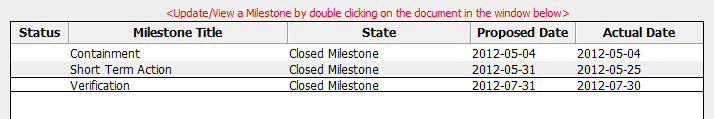 <Update/View a Milestone by double clicking on the document in the window below>
Status Milestone Title State Proposed Date Actual Date
Containment Closed Milestone 2012-05-04 2012-05-04
Short Term Action Closed Milestone 2012-05-31 2012-05-25
Verification Closed Milestone 2012-07-31 2012-07-30